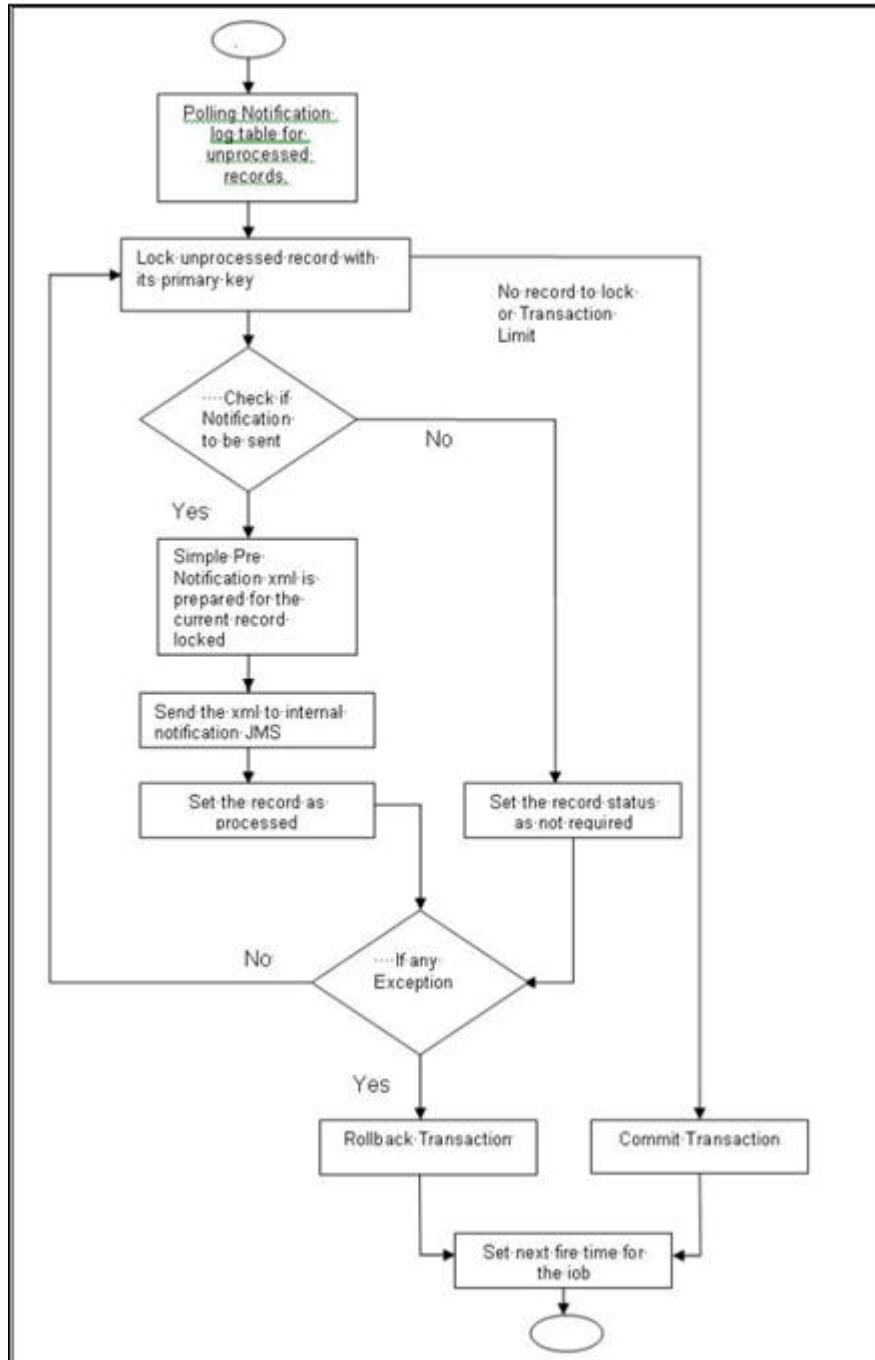 Polling Notification
log table for
unprocessed
records.
Lock unprocessed record with
its primary key
No record to lock
or Transaction
Limit
Check if
Notification
to be sent
No
Yes
Simple Pre
Notification xml is
prepared for the
current record
locked
Send the xml to internal
notification JMS
Set the record as
processed
Set the record status
as not required
No
If any
Exception
Yes
Rollback Transaction
Commit Transaction
Set next fire time for
the job